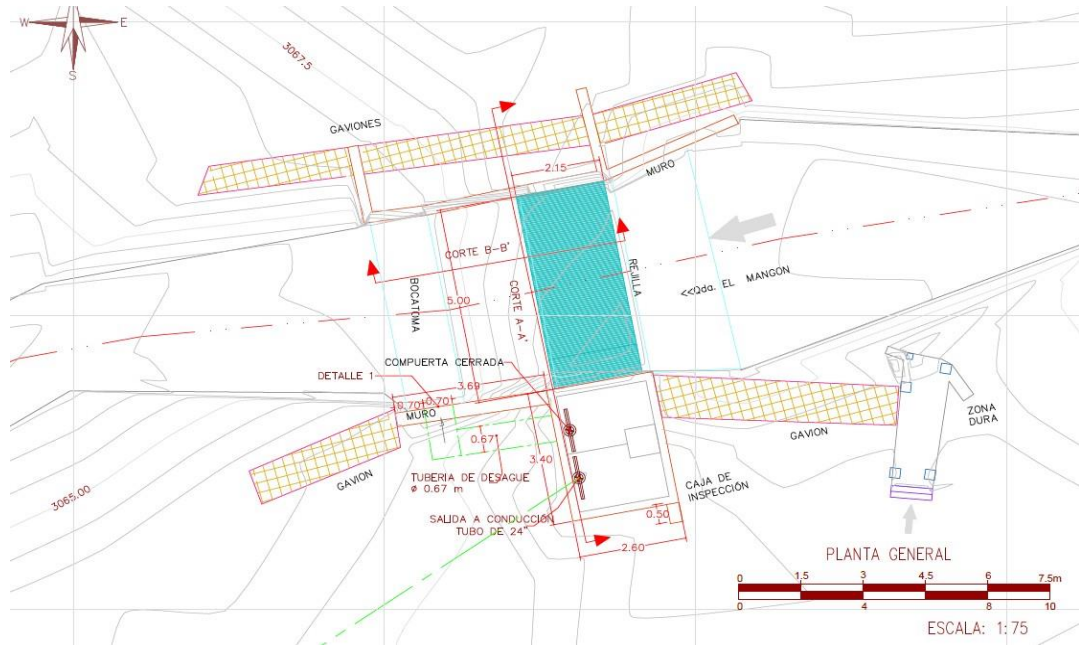 W
E
S
3067.5
GAVIONES
2.15
MURO
CORTE B-B'
REJILLA
BOCATOMA
5.00
CORTE A-A'
<<Qda. EL MANGON
COMPUERTA CERRADA
DETALLE 1
3.69
0.70
0.70
MURO
0.67
3.40
GAVION
ZONA
DURA
GAVION
TUBERIA DE DESAGUE
ø 0.67 m
CAJA DE
INSPECCIÓN
3065.00
SALIDA A CONDUCCIÓN
TUBO DE 24"
0.50
2.60
PLANTA GENERAL
0 1.5 3 4.5 6 7.5m
0 4 8 10
ESCALA: 1:75